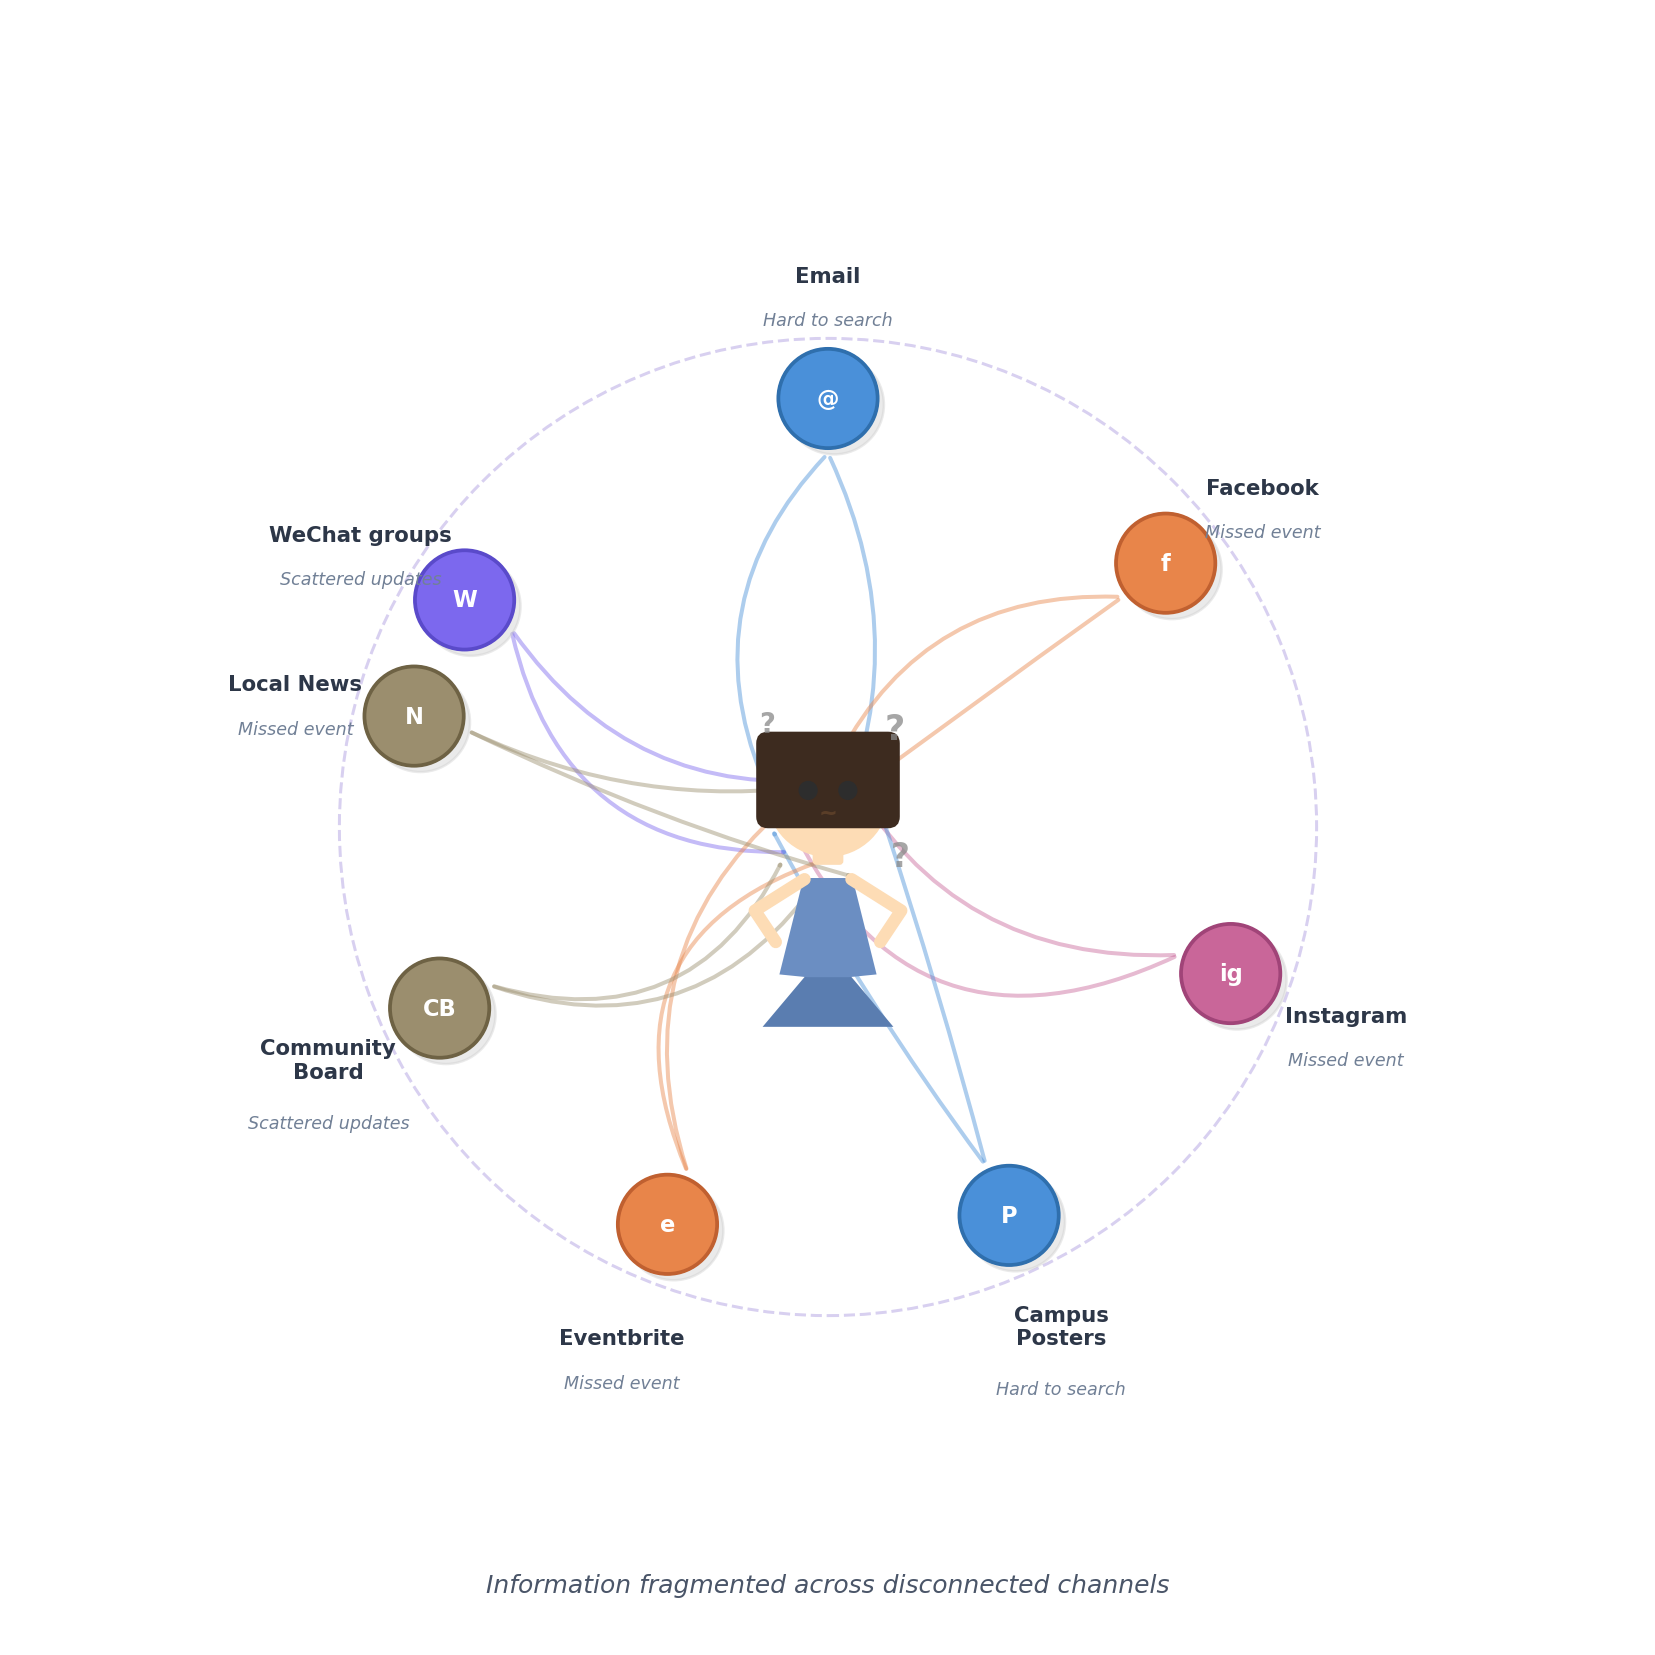 Email
Hard to search
@
Facebook
Missed event
f
WeChat groups
Scattered updates
W
Local News
Missed event
N
?
?
~
?
ig
Instagram
Missed event
CB
Community
Board
Scattered updates
e
Eventbrite
Missed event
P
Campus
Posters
Hard to search
Information fragmented across disconnected channels